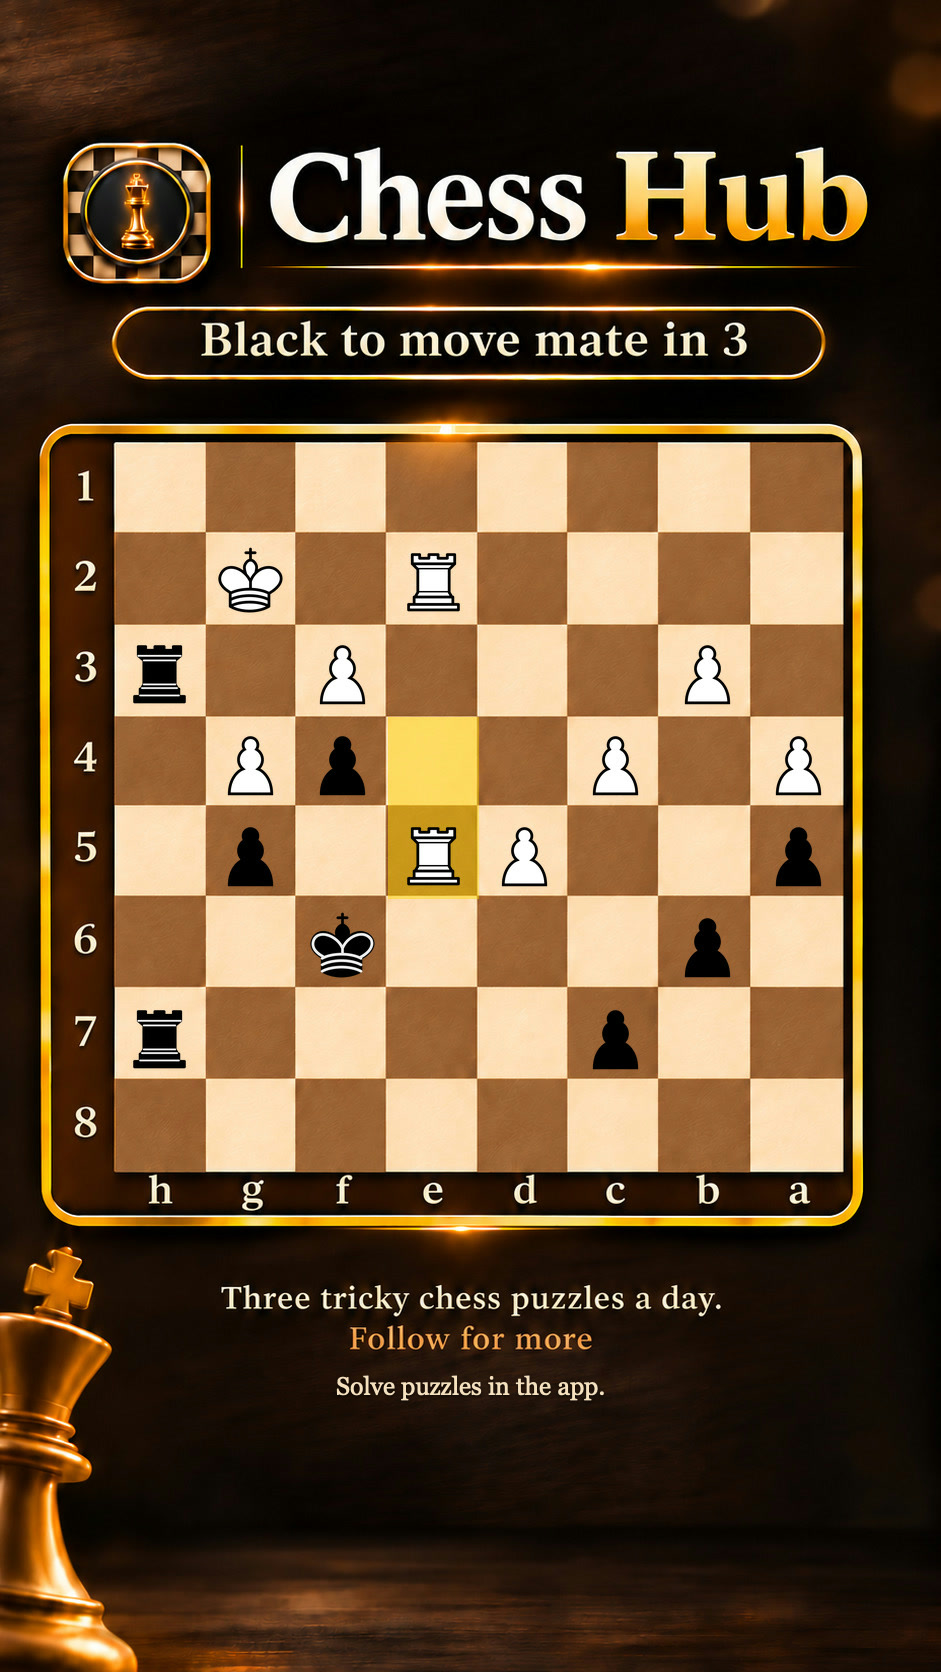 Chess Hub
Black to move mate in 3
1
2
3
4
5
6
7
8
h g f e d c b a
Three tricky chess puzzles a day.
Follow for more
Solve puzzles in the app.